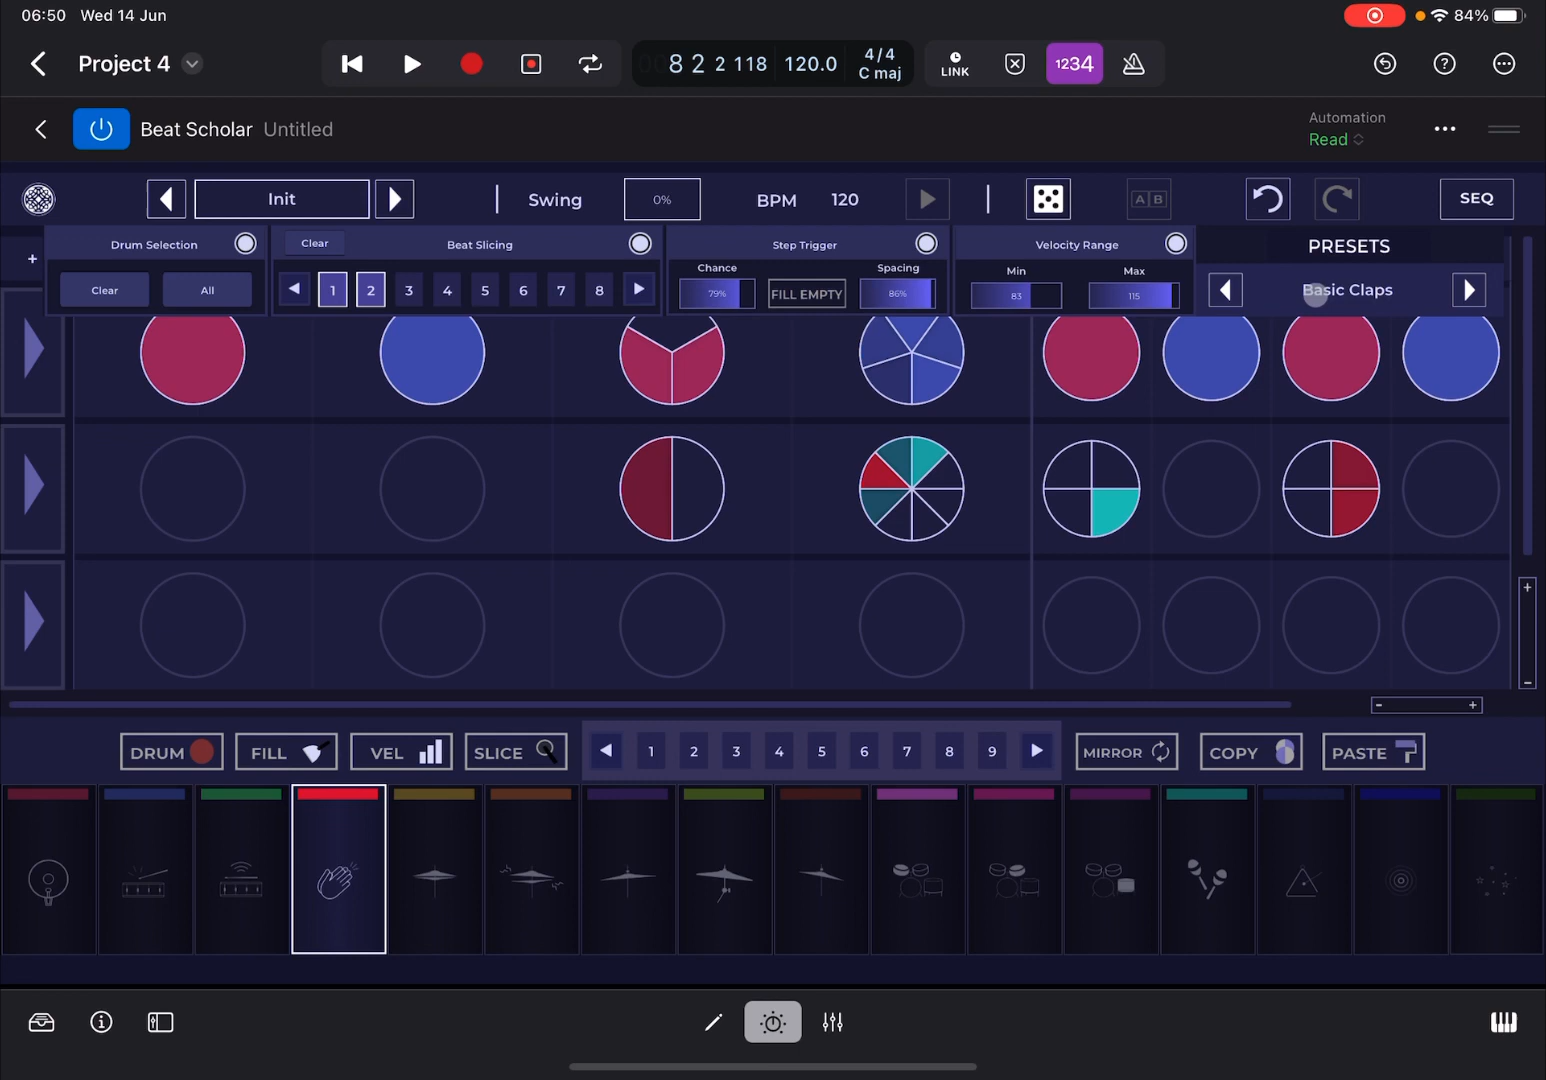 06:50 Wed 14 Jun
84%
Project 4
8 2 2 118
120.0
4/4
C maj
LINK
1234
Beat Scholar Untitled
Automation
Read
Init
Swing
0%
BPM 120
A B
SEQ
Drum Selection
Clear
Beat Slicing
Step Trigger
Velocity Range
PRESETS
+
Clear
All
1 2 3 4 5 6 7 8
Chance
79%
FILL EMPTY
Spacing
86%
Min
83
Max
115
Basic Claps
+
-
- +
DRUM
FILL
VEL
SLICE
1 2 3 4 5 6 7 8 9
MIRROR
COPY
PASTE